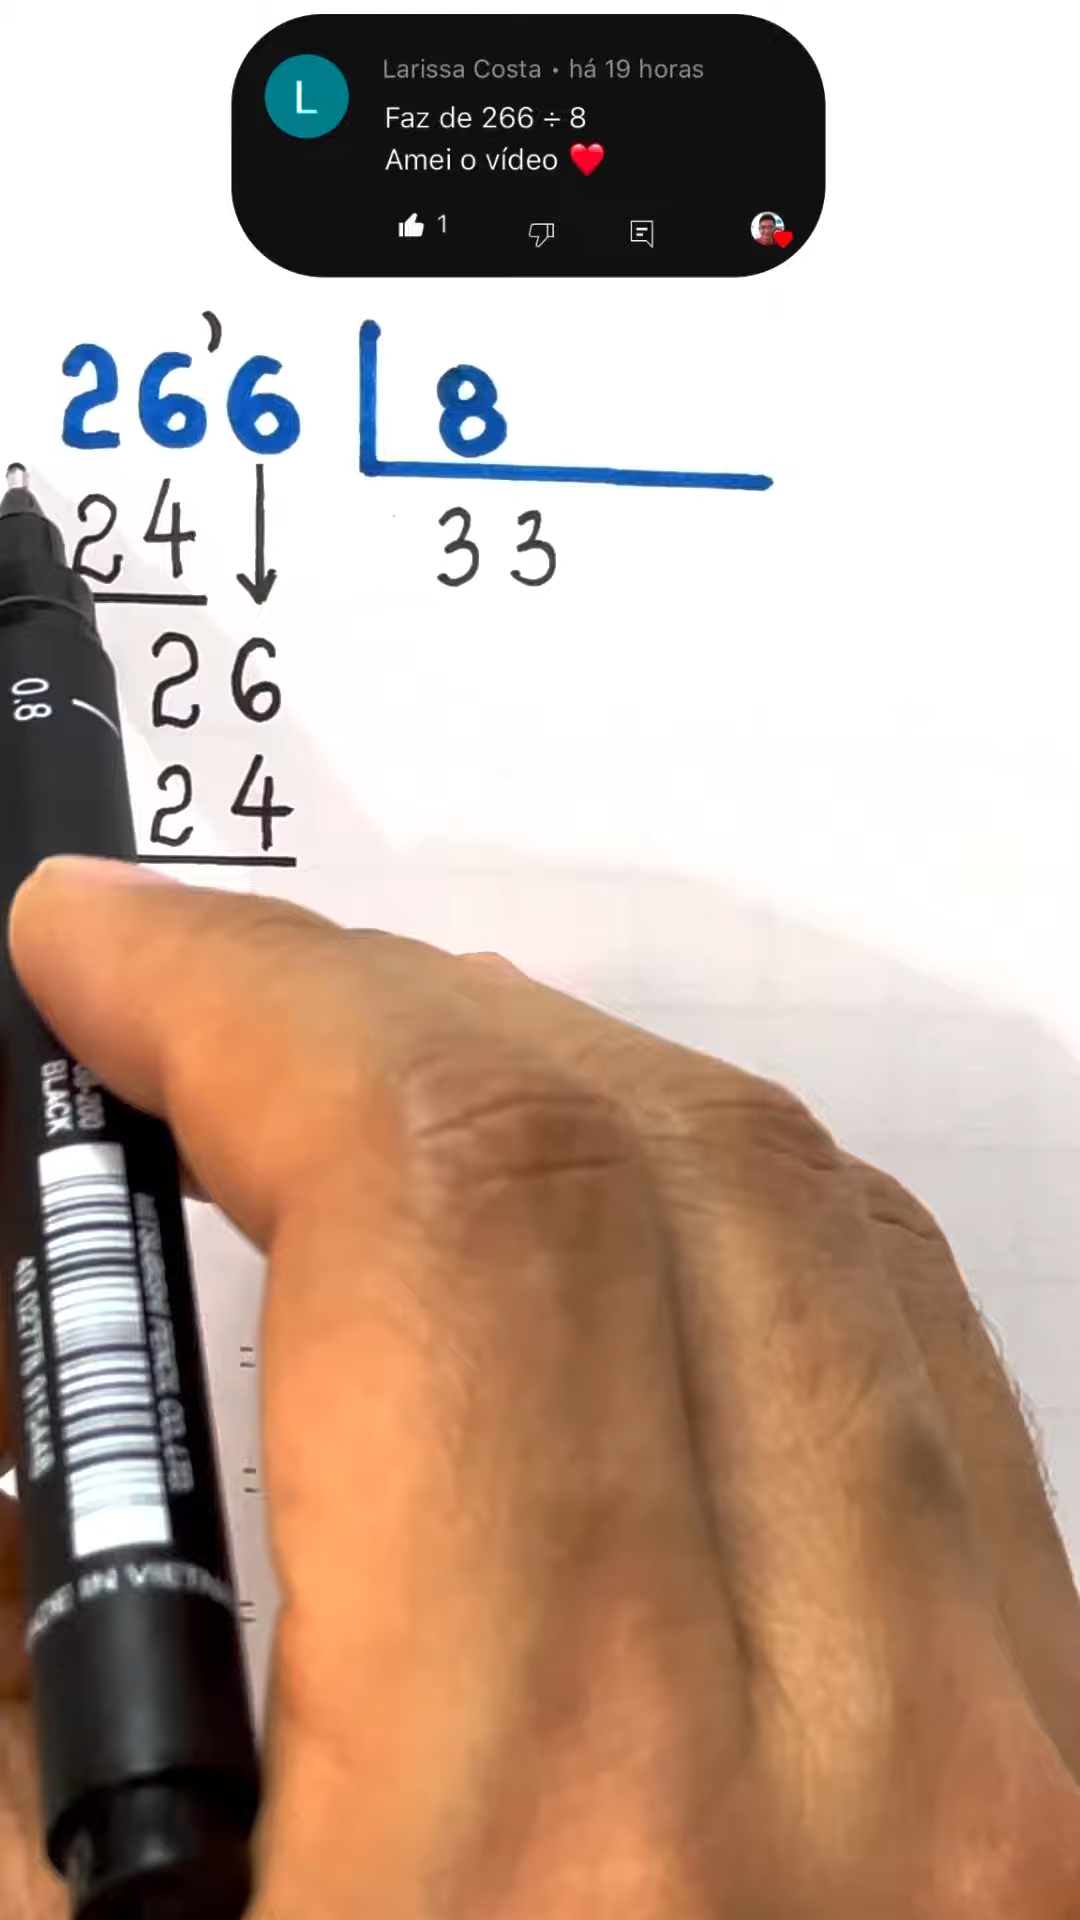 Larissa Costa • há 19 horas
L
Faz de 266 ÷ 8
Amei o vídeo ❤️
1
266 8
24 33
26
24
0.8
BLACK